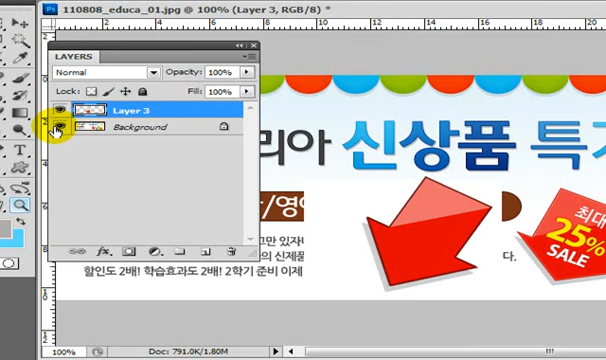 110808_educa_01.jpg @ 100% (Layer 3, RGB/8) *
LAYERS
Normal
Opacity: 100%
Lock:
Fill: 100%
Layer 3
Background
리아 신상품 특가
/영어
최대
25%
SALE
고 있지
의 신제품
다.
할인도 2배! 학습효과도 2배! 2학기 준비 이제
100%
Doc: 791.0K/1.80M